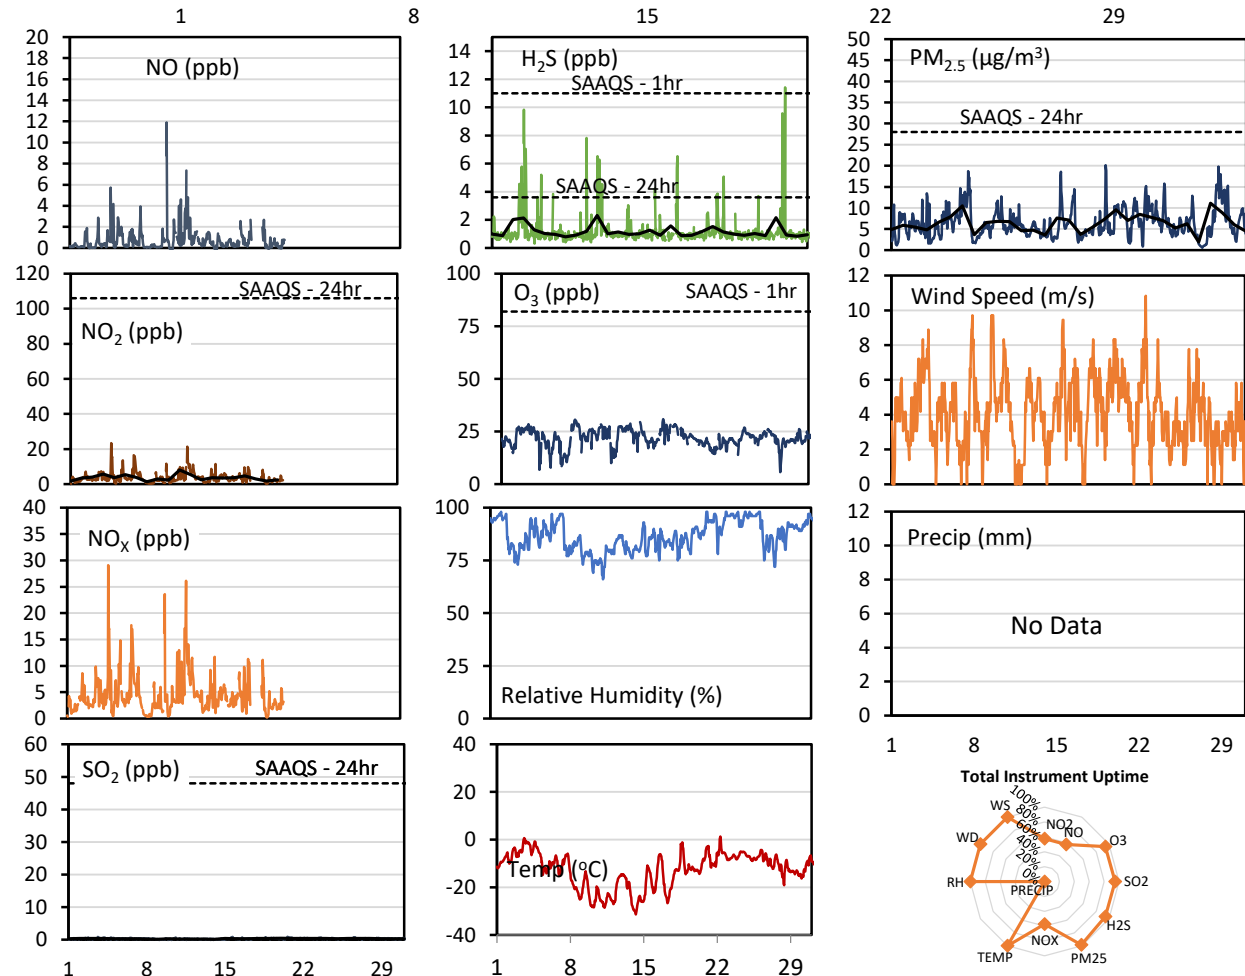 1 8 15 22 29
NO (ppb)
20
18
16
14
12
10
8
6
4
2
0
H₂S (ppb)
SAAQS - 1hr
SAAQS - 24hr
14
12
10
8
6
4
2
0
PM₂.₅ (µg/m³)
SAAQS - 24hr
50
45
40
35
30
25
20
15
10
5
0
NO₂ (ppb)
SAAQS - 24hr
120
100
80
60
40
20
0
O₃ (ppb)
SAAQS - 1hr
100
75
50
25
0
Wind Speed (m/s)
12
10
8
6
4
2
0
NOₓ (ppb)
40
35
30
25
20
15
10
5
0
100
75
50
25
0
Relative Humidity (%)
Precip (mm)
No Data
12
10
8
6
4
2
0
1 8 15 22 29
SO₂ (ppb)
SAAQS - 24hr
60
50
40
30
20
10
0
1 8 15 22 29
40
20
0
-20
-40
Temp (°C)
1 8 15 22 29
Total Instrument Uptime
100%
80%
60%
40%
20%
0%
NO2
NO
O3
SO2
H2S
PM25
NOX
TEMP
PRECIP
RH
WD
WS